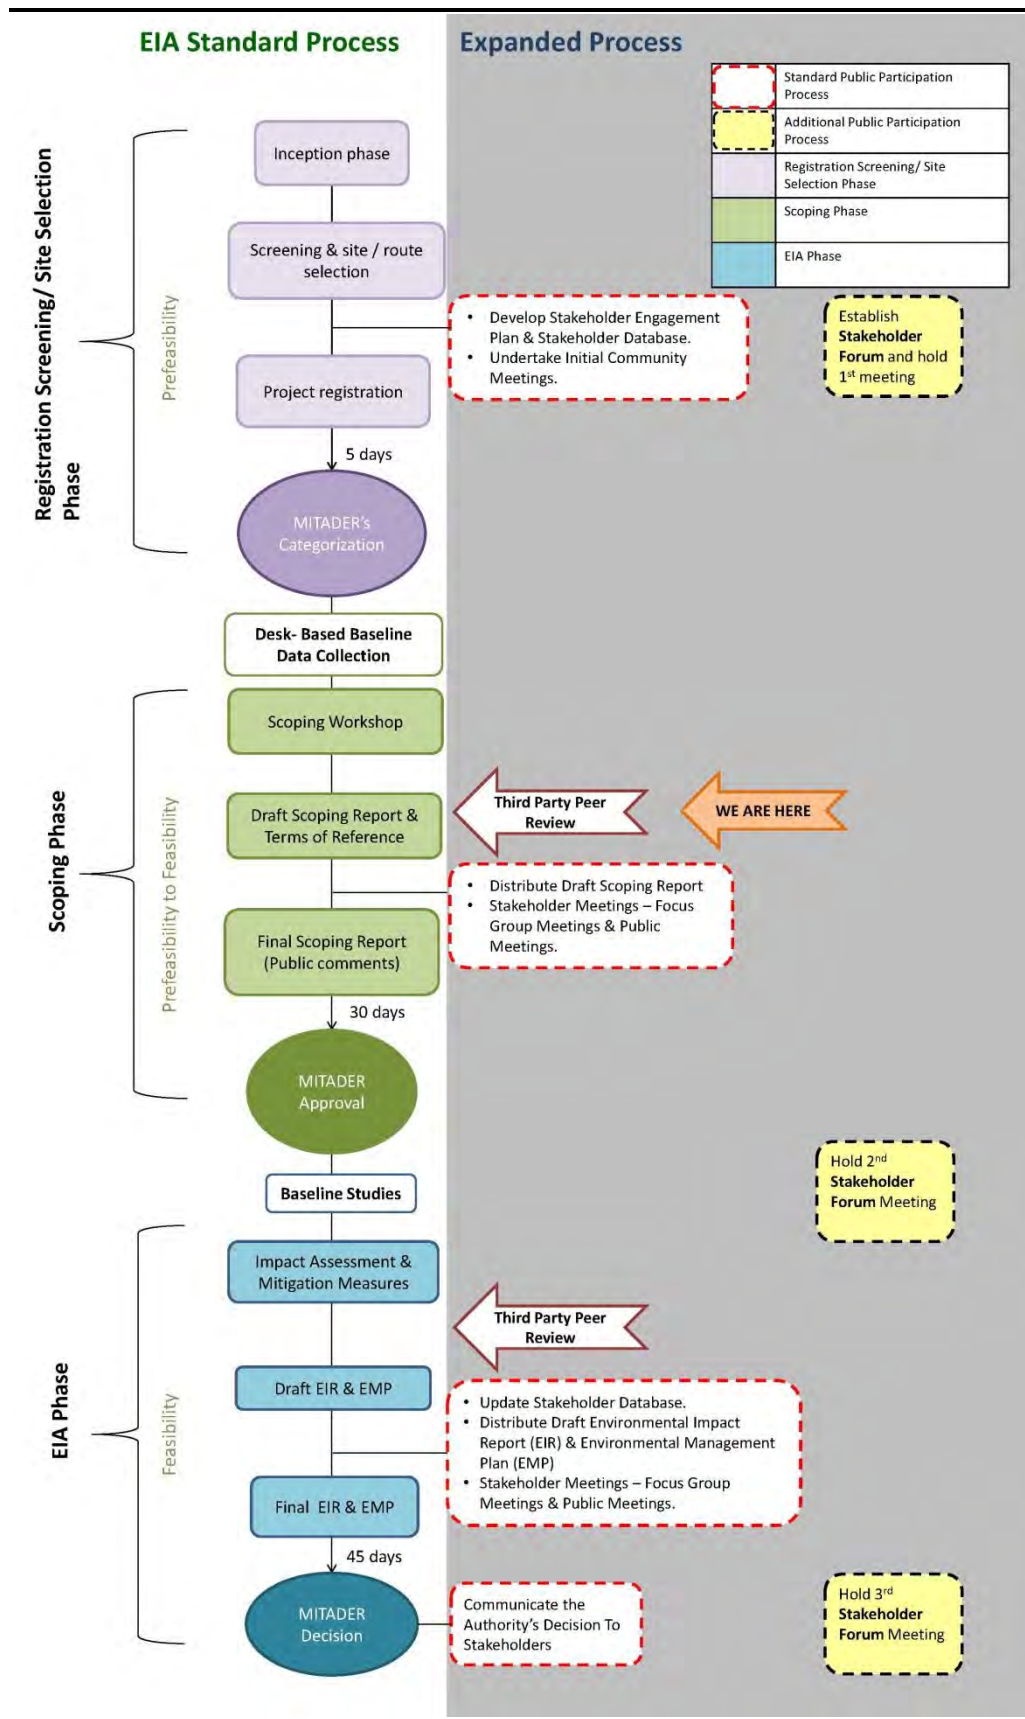 EIA Standard Process
Expanded Process
Standard Public Participation
Process
Additional Public Participation
Process
Registration Screening/ Site
Selection Phase
Scoping Phase
EIA Phase
Registration Screening/ Site Selection
Phase
Prefeasibility
Inception phase
Screening & site / route
selection
• Develop Stakeholder Engagement
Plan & Stakeholder Database.
• Undertake Initial Community
Meetings.
Establish
Stakeholder
Forum and hold
1st meeting
Project registration
5 days
MITADER's
Categorization
Desk- Based Baseline
Data Collection
Scoping Phase
Prefeasibility to Feasibility
Scoping Workshop
Draft Scoping Report &
Terms of Reference
Third Party Peer
Review
WE ARE HERE
• Distribute Draft Scoping Report
• Stakeholder Meetings – Focus
Group Meetings & Public
Meetings.
Final Scoping Report
(Public comments)
30 days
MITADER
Approval
Hold 2nd
Stakeholder
Forum Meeting
Baseline Studies
EIA Phase
Feasibility
Impact Assessment &
Mitigation Measures
Third Party Peer
Review
Draft EIR & EMP
• Update Stakeholder Database.
• Distribute Draft Environmental Impact
Report (EIR) & Environmental Management
Plan (EMP)
• Stakeholder Meetings – Focus Group
Meetings & Public Meetings.
Final EIR & EMP
45 days
MITADER
Decision
Communicate the
Authority's Decision To
Stakeholders
Hold 3rd
Stakeholder
Forum Meeting